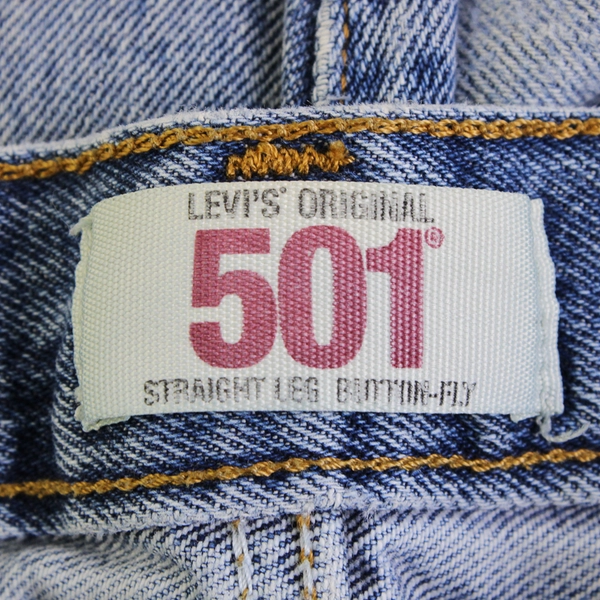 LEVI'S® ORIGINAL
501®
STRAIGHT LEG BUTTON-FLY